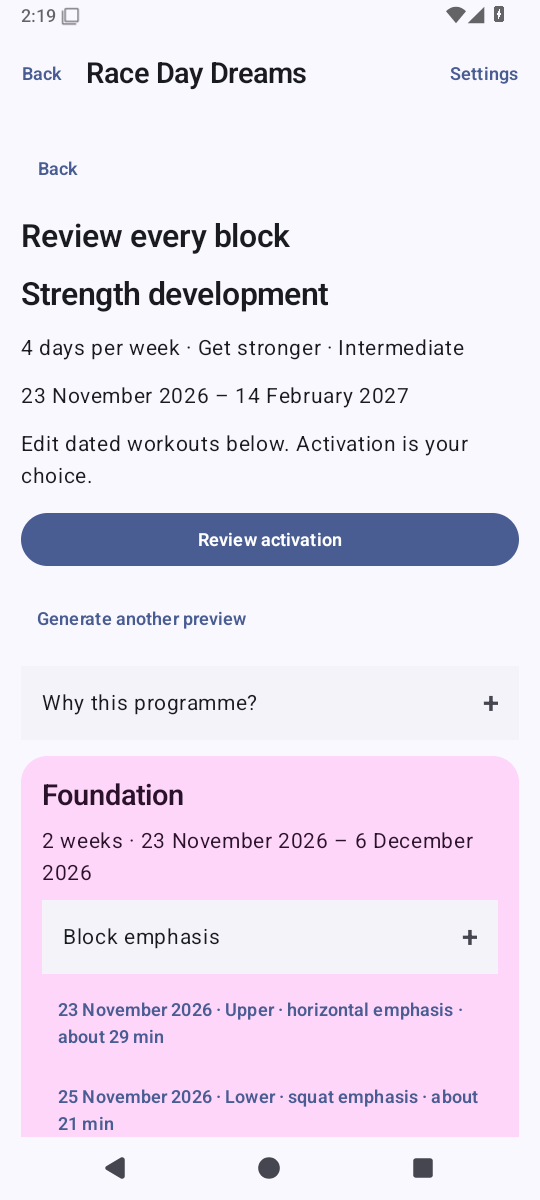 2:19
Back Race Day Dreams Settings
Back
Review every block
Strength development
4 days per week · Get stronger · Intermediate
23 November 2026 – 14 February 2027
Edit dated workouts below. Activation is your
choice.
Review activation
Generate another preview
Why this programme? +
Foundation
2 weeks · 23 November 2026 – 6 December
2026
Block emphasis +
23 November 2026 · Upper · horizontal emphasis ·
about 29 min
25 November 2026 · Lower · squat emphasis · about
21 min